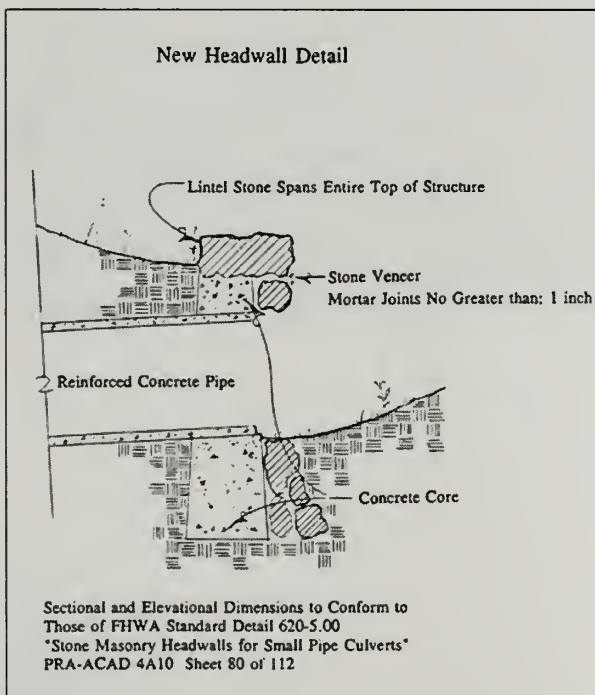 New Headwall Detail
Lintel Stone Spans Entire Top of Structure
Stone Veneer
Mortar Joints No Greater than: 1 inch
Reinforced Concrete Pipe
Concrete Core
Sectional and Elevational Dimensions to Conform to
Those of FHWA Standard Detail 620-5.00
"Stone Masonry Headwalls for Small Pipe Culverts"
PRA-ACAD 4A10 Sheet 80 of 112